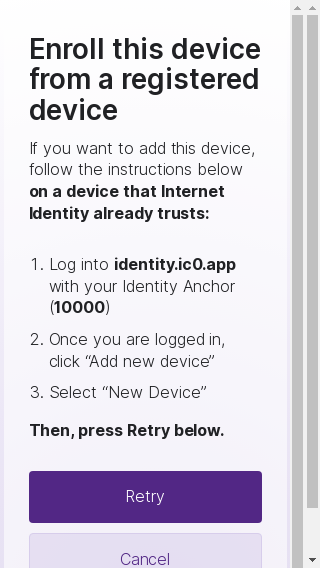 Enroll this device
from a registered
device
If you want to add this device,
follow the instructions below
on a device that Internet
Identity already trusts:
1. Log into identity.ic0.app
with your Identity Anchor
(10000)
2. Once you are logged in,
click “Add new device”
3. Select “New Device”
Then, press Retry below.
Retry
Cancel